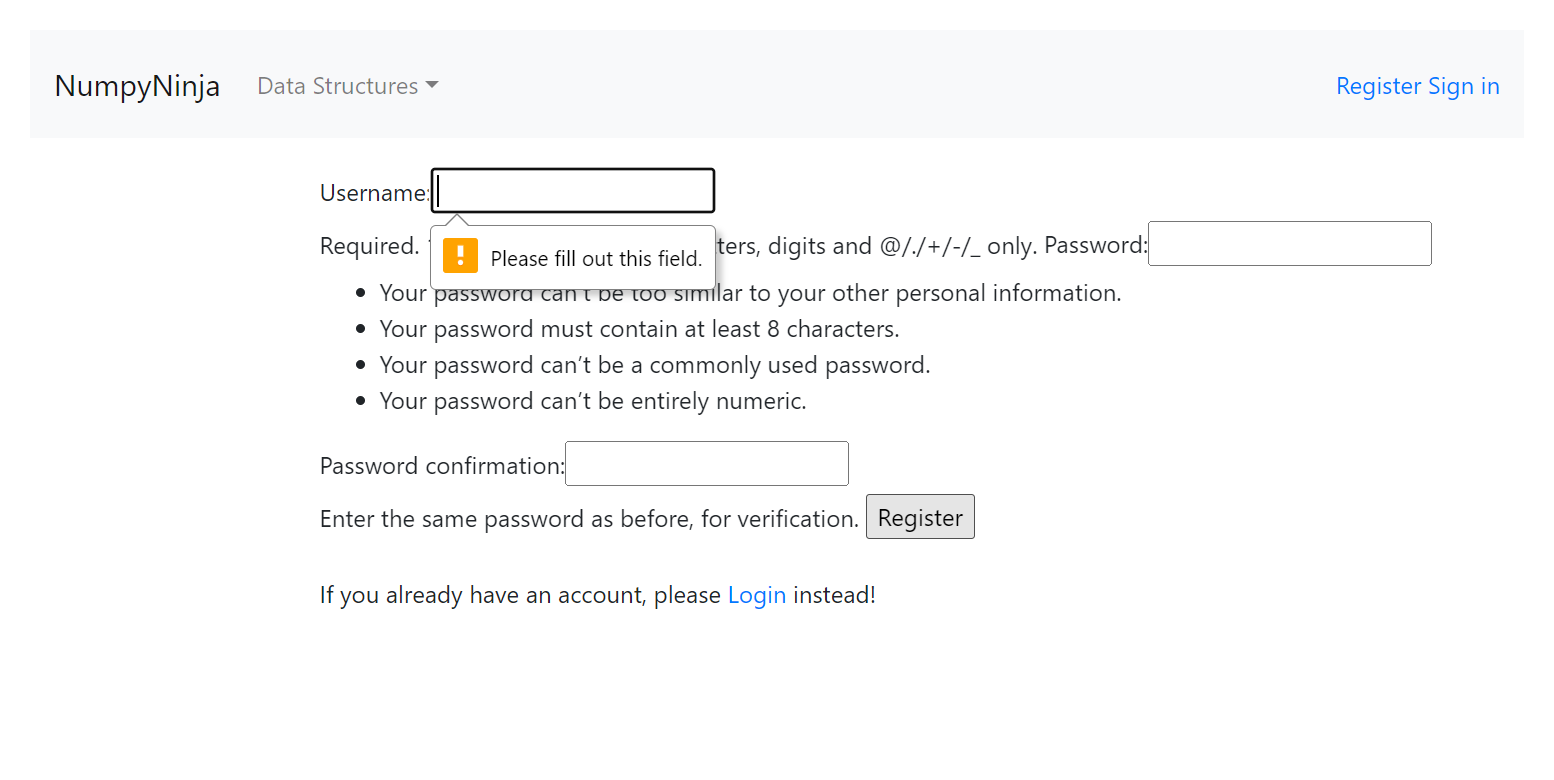 NumpyNinja Data Structures Register Sign in
Username:
Please fill out this field.
Required. ters, digits and @/./+/-/_ only. Password:
Your password can't be too similar to your other personal information.
Your password must contain at least 8 characters.
Your password can’t be a commonly used password.
Your password can’t be entirely numeric.
Password confirmation:
Enter the same password as before, for verification. Register
If you already have an account, please Login instead!